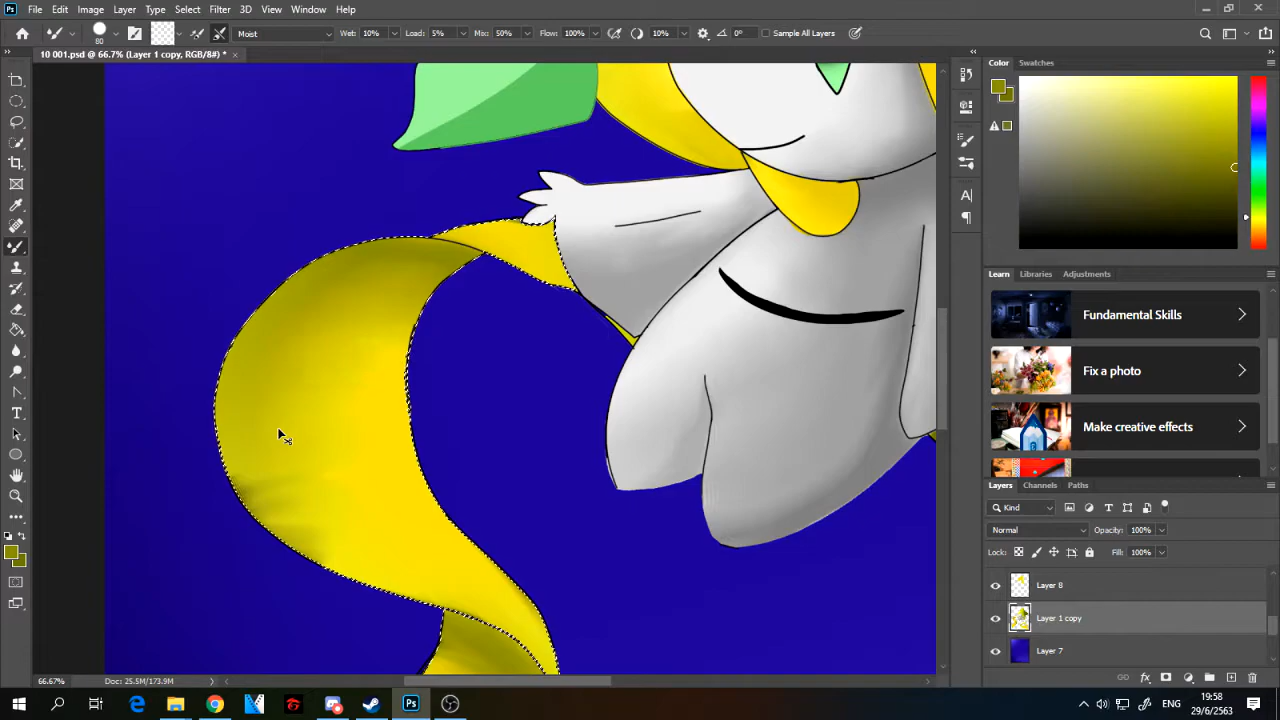 Ps File Edit Image Layer Type Select Filter 3D View Window Help
80 Moist Wet: 10% Load: 5% Mix: 50% Flow: 100% 10% 0° Sample All Layers
10 001.psd @ 66.7% (Layer 1 copy, RGB/8#) *
Color Swatches
Learn Libraries Adjustments
Fundamental Skills
Fix a photo
Make creative effects
Layers Channels Paths
Kind
Normal Opacity: 100%
Lock: Fill: 100%
Layer 8
Layer 1 copy
Layer 7
66.67% Doc: 25.5M/173.9M
Ps ENG 19:58
29/6/2563